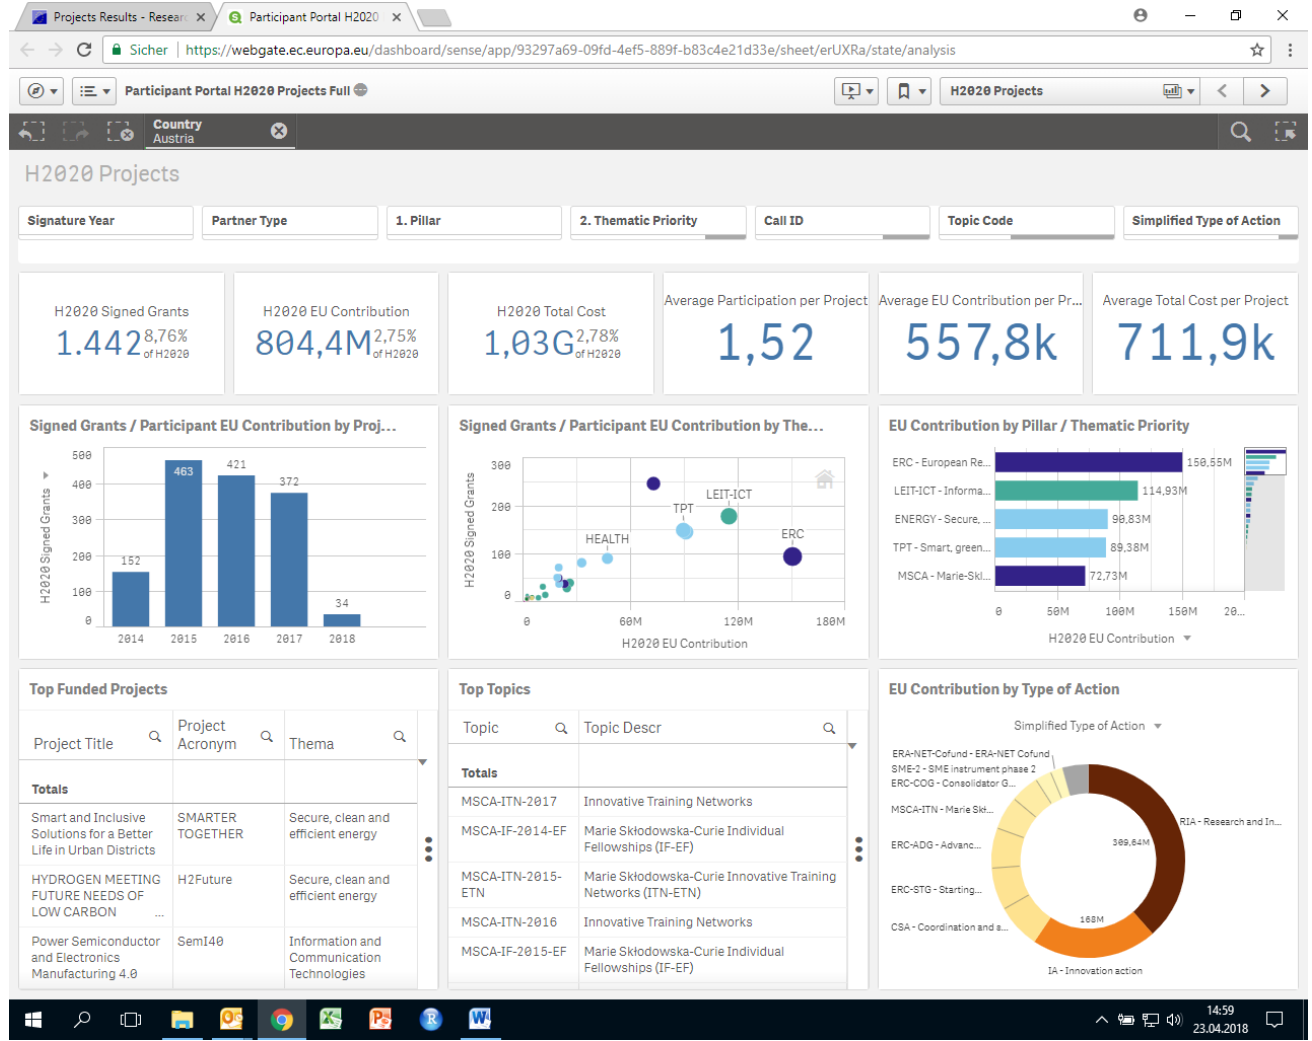 Projects Results - Resear
Participant Portal H2020
Sicher
https://webgate.ec.europa.eu/dashboard/sense/app/93297a69-09fd-4ef5-889f-b83c4e21d33e/sheet/erUXRa/state/analysis
Participant Portal H2020 Projects Full
H2020 Projects
Country
Austria
H2020 Projects
Signature Year
Partner Type
1. Pillar
2. Thematic Priority
Call ID
Topic Code
Simplified Type of Action
H2020 Signed Grants
1.442
8,76%
of H2020
H2020 EU Contribution
804,4M
2,75%
of H2020
H2020 Total Cost
1,03G
2,78%
of H2020
Average Participation per Project
1,52
Average EU Contribution per Pr...
557,8k
Average Total Cost per Project
711,9k
Signed Grants / Participant EU Contribution by Proj...
H2020 Signed Grants
500
400
300
200
100
0
152
463
421
372
34
2014
2015
2016
2017
2018
Signed Grants / Participant EU Contribution by The...
H2020 Signed Grants
300
200
100
0
LEIT-ICT
TPT
HEALTH
ERC
0
60M
120M
180M
H2020 EU Contribution
EU Contribution by Pillar / Thematic Priority
ERC - European Re...
150,55M
LEIT-ICT - Informa...
114,93M
ENERGY - Secure, ...
90,83M
TPT - Smart, green...
89,38M
MSCA - Marie-Skl...
72,73M
0
50M
100M
150M
20...
H2020 EU Contribution
Top Funded Projects
Project Title
Project
Acronym
Thema
Totals
Smart and Inclusive
Solutions for a Better
Life in Urban Districts
SMARTER
TOGETHER
Secure, clean and
efficient energy
HYDROGEN MEETING
FUTURE NEEDS OF
LOW CARBON ...
H2Future
Secure, clean and
efficient energy
Power Semiconductor
and Electronics
Manufacturing 4.0
SemI40
Information and
Communication
Technologies
Top Topics
Topic
Topic Descr
Totals
MSCA-ITN-2017
Innovative Training Networks
MSCA-IF-2014-EF
Marie Skłodowska-Curie Individual
Fellowships (IF-EF)
MSCA-ITN-2015-
ETN
Marie Skłodowska-Curie Innovative Training
Networks (ITN-ETN)
MSCA-ITN-2016
Innovative Training Networks
MSCA-IF-2015-EF
Marie Skłodowska-Curie Individual
Fellowships (IF-EF)
EU Contribution by Type of Action
Simplified Type of Action
ERA-NET-Cofund - ERA-NET Cofund
SME-2 - SME instrument phase 2
ERC-COG - Consolidator G...
MSCA-ITN - Marie Skł...
ERC-ADG - Advanc...
ERC-STG - Starting...
CSA - Coordination and s...
RIA - Research and In...
309,64M
168M
IA - Innovation action
14:59
23.04.2018